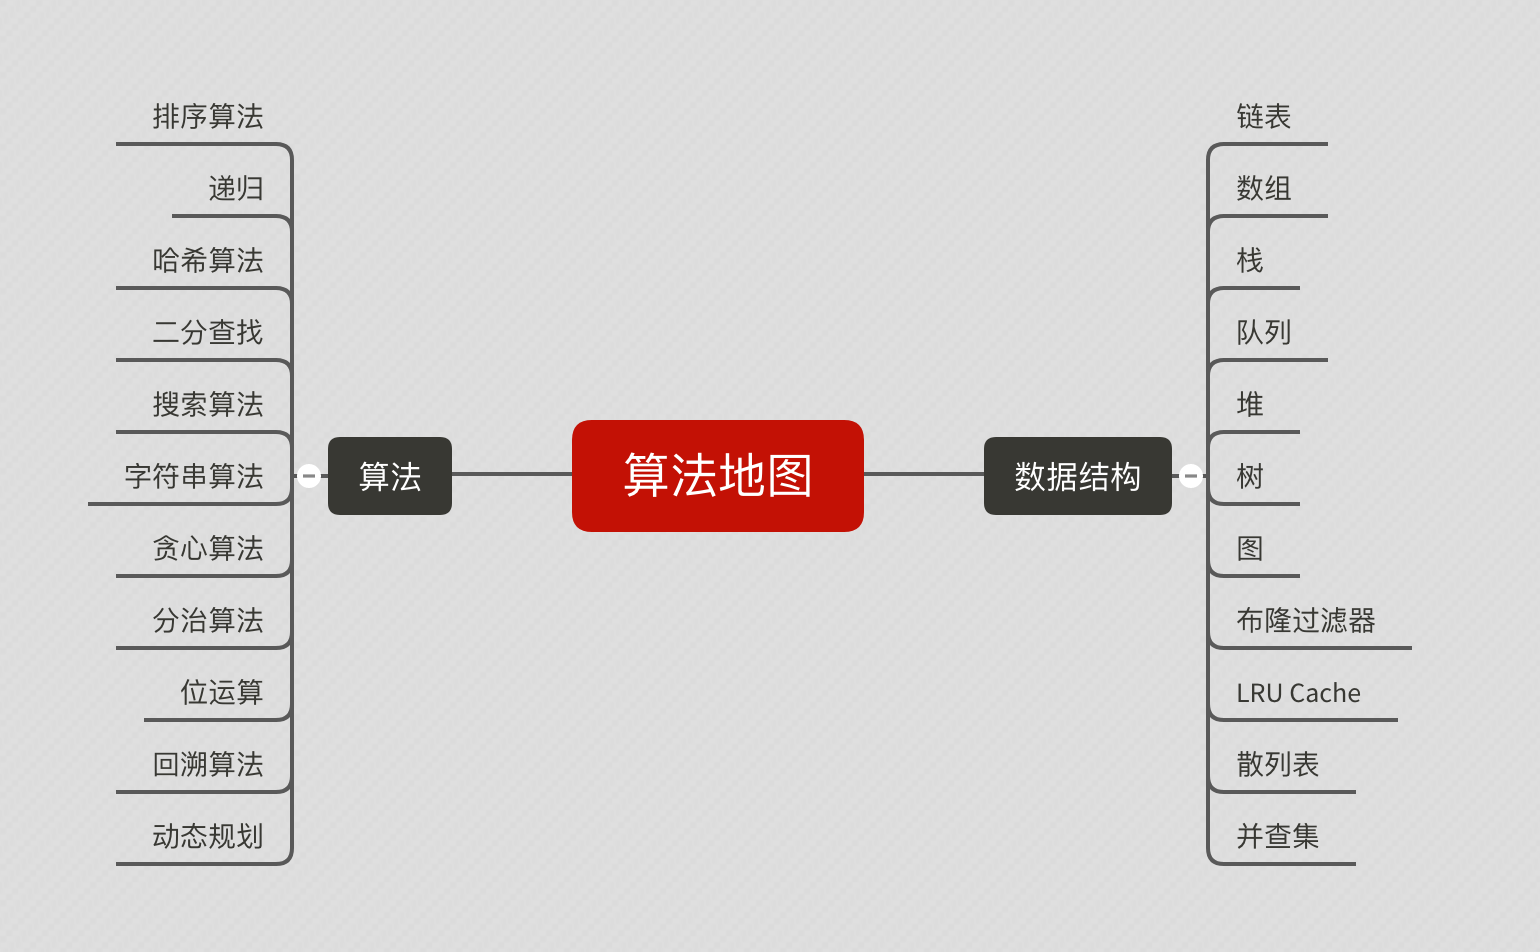 算法地图
算法
排序算法
递归
哈希算法
二分查找
搜索算法
字符串算法
贪心算法
分治算法
位运算
回溯算法
动态规划
数据结构
链表
数组
栈
队列
堆
树
图
布隆过滤器
LRU Cache
散列表
并查集